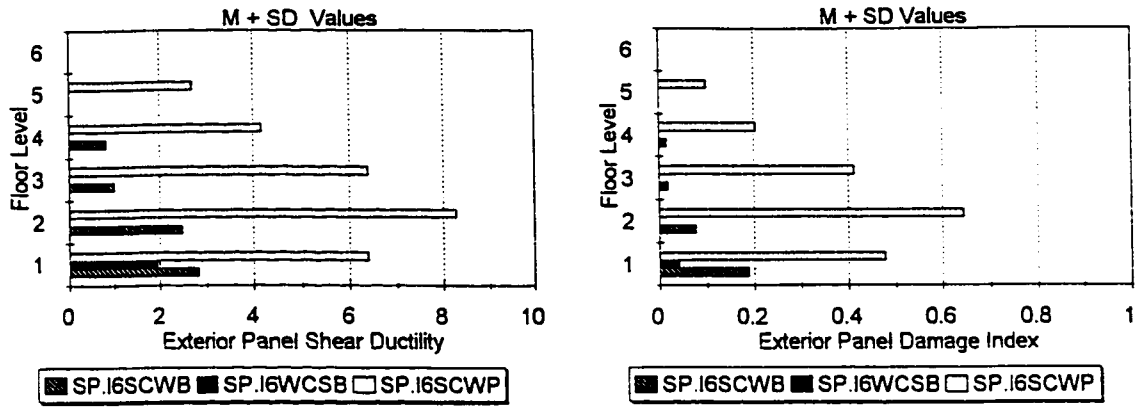 M + SD Values
6
5
4
3
2
1
Floor Level
0 2 4 6 8 10
Exterior Panel Shear Ductility
SP.I6SCWB SP.I6WCSB SP.I6SCWP
M + SD Values
6
5
4
3
2
1
Floor Level
0 0.2 0.4 0.6 0.8 1
Exterior Panel Damage Index
SP.I6SCWB SP.I6WCSB SP.I6SCWP